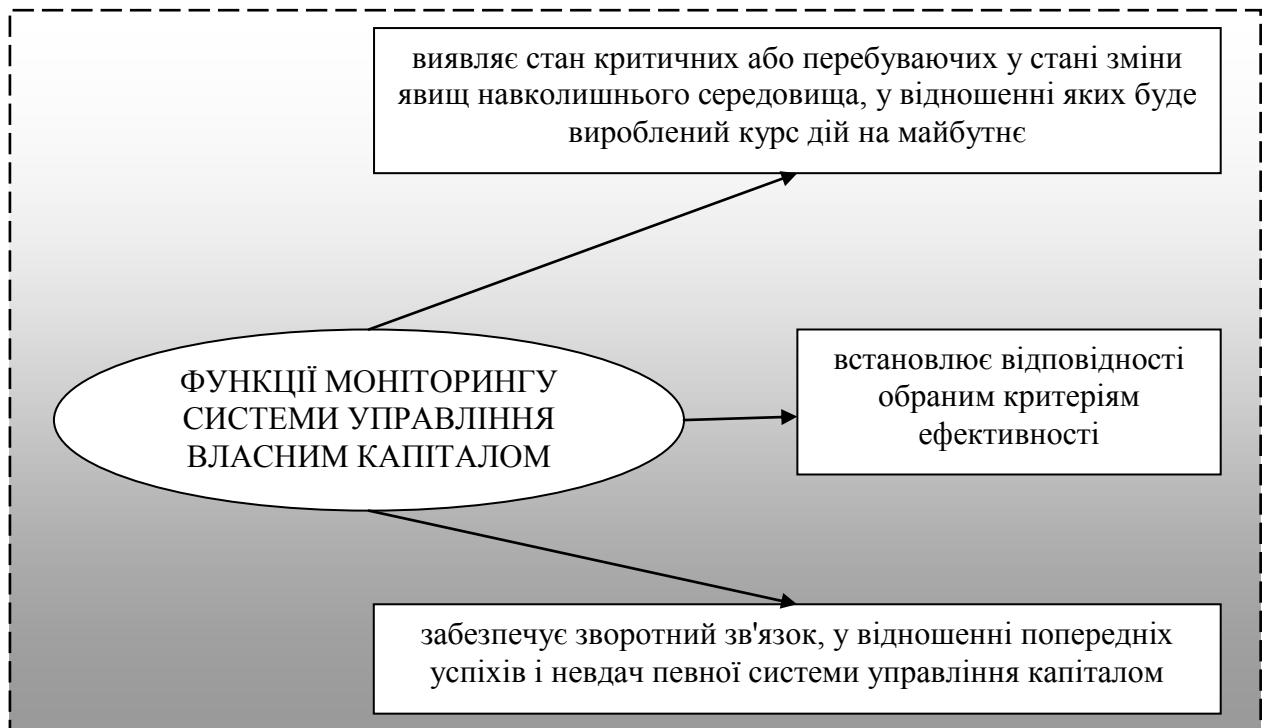 виявляє стан критичних або перебуваючих у стані зміни
явищ навколишнього середовища, у відношенні яких буде
вироблений курс дій на майбутнє
ФУНКЦІЇ МОНІТОРИНГУ
СИСТЕМИ УПРАВЛІННЯ
ВЛАСНИМ КАПІТАЛОМ
встановлює відповідності
обраним критеріям
ефективності
забезпечує зворотний зв'язок, у відношенні попередніх
успіхів і невдач певної системи управління капіталом